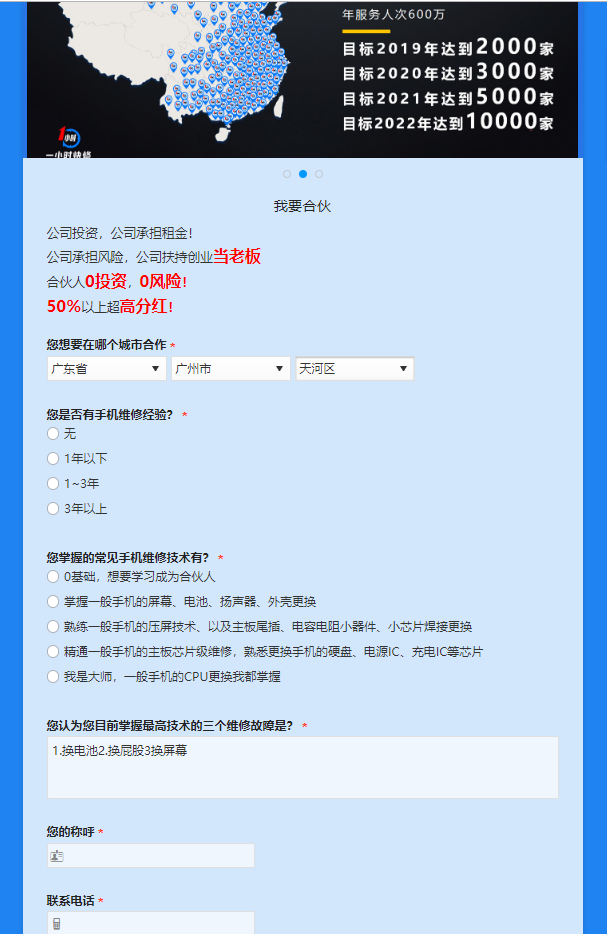 年服务人次600万
目标2019年达到2000家
目标2020年达到3000家
目标2021年达到5000家
目标2022年达到10000家
1小时
一小时快修
我要合伙
公司投资，公司承担租金！
公司承担风险，公司扶持创业当老板
合伙人0投资，0风险！
50%以上超高分红！
您想要在哪个城市合作 *
广东省 广州市 天河区
您是否有手机维修经验？ *
无
1年以下
1~3年
3年以上
您掌握的常见手机维修技术有？ *
0基础，想要学习成为合伙人
掌握一般手机的屏幕、电池、扬声器、外壳更换
熟练一般手机的压屏技术、以及主板尾插、电容电阻小器件、小芯片焊接更换
精通一般手机的主板芯片级维修，熟悉更换手机的硬盘、电源IC、充电IC等芯片
我是大师，一般手机的CPU更换我都掌握
您认为您目前掌握最高技术的三个维修故障是？ *
1.换电池2.换屁股3换屏幕
您的称呼 *
联系电话 *